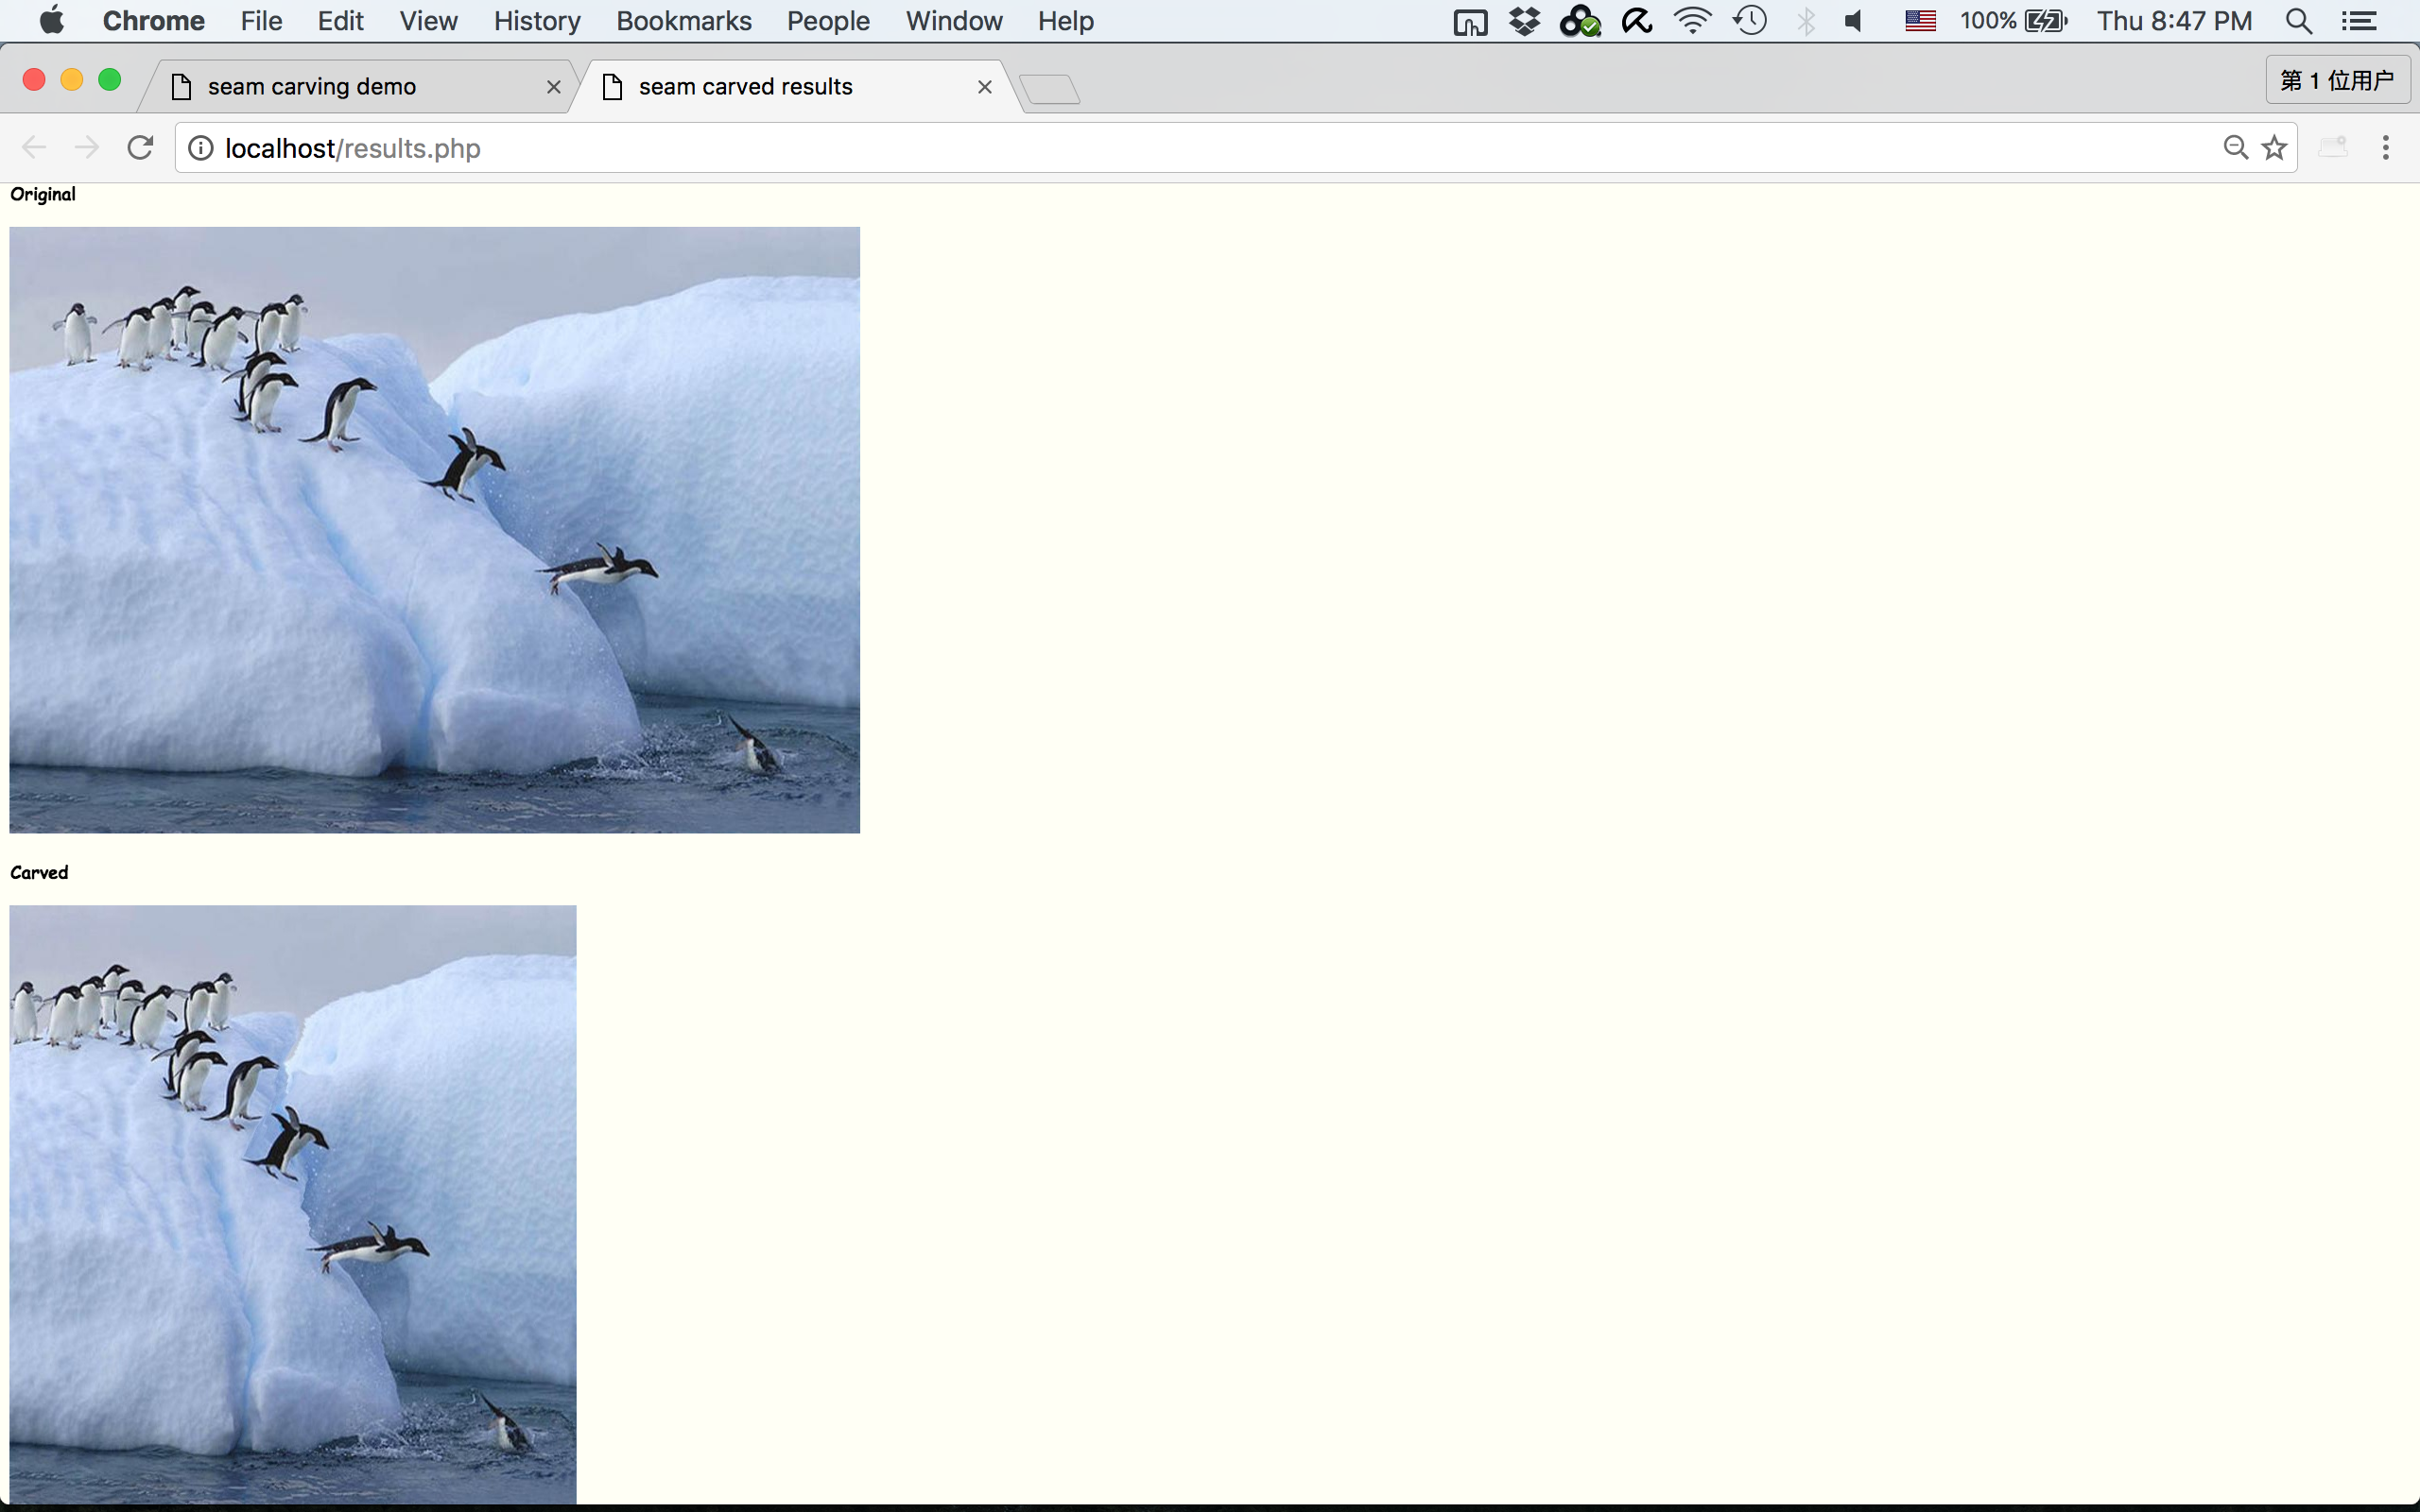 Chrome File Edit View History Bookmarks People Window Help 100% Thu 8:47 PM
seam carving demo seam carved results 第 1 位用户
localhost/results.php
Original
Carved